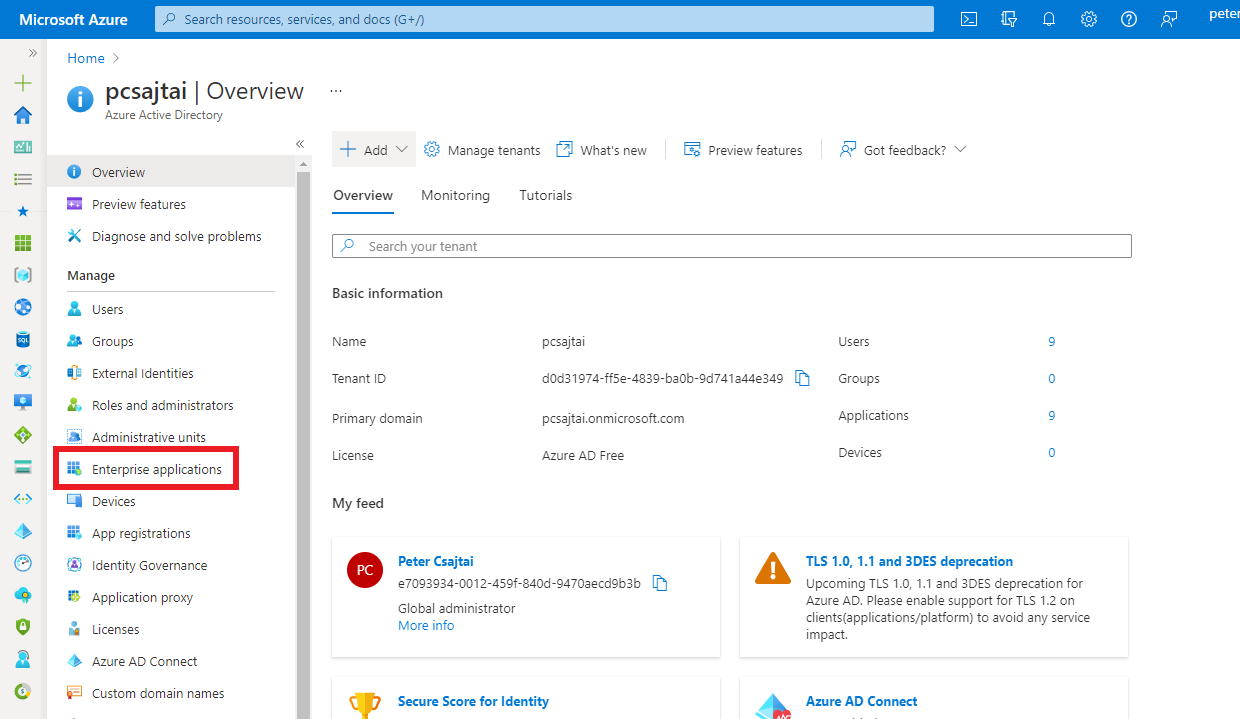 Microsoft Azure
Search resources, services, and docs (G+/)
peter
Home
pcsajtai | Overview
...
Azure Active Directory
Overview
Preview features
Diagnose and solve problems
Manage
Users
Groups
External Identities
Roles and administrators
Administrative units
Enterprise applications
Devices
App registrations
Identity Governance
Application proxy
Licenses
Azure AD Connect
Custom domain names
Add
Manage tenants
What's new
Preview features
Got feedback?
Overview
Monitoring
Tutorials
Search your tenant
Basic information
Name pcsajtai Users 9
Tenant ID d0d31974-ff5e-4839-ba0b-9d741a44e349 Groups 0
Primary domain pcsajtai.onmicrosoft.com Applications 9
License Azure AD Free Devices 0
My feed
PC
Peter Csajtai
e7093934-0012-459f-840d-9470aecd9b3b
Global administrator
More info
TLS 1.0, 1.1 and 3DES deprecation
Upcoming TLS 1.0, 1.1 and 3DES deprecation for
Azure AD. Please enable support for TLS 1.2 on
clients(applications/platform) to avoid any service
impact.
Secure Score for Identity
Azure AD Connect